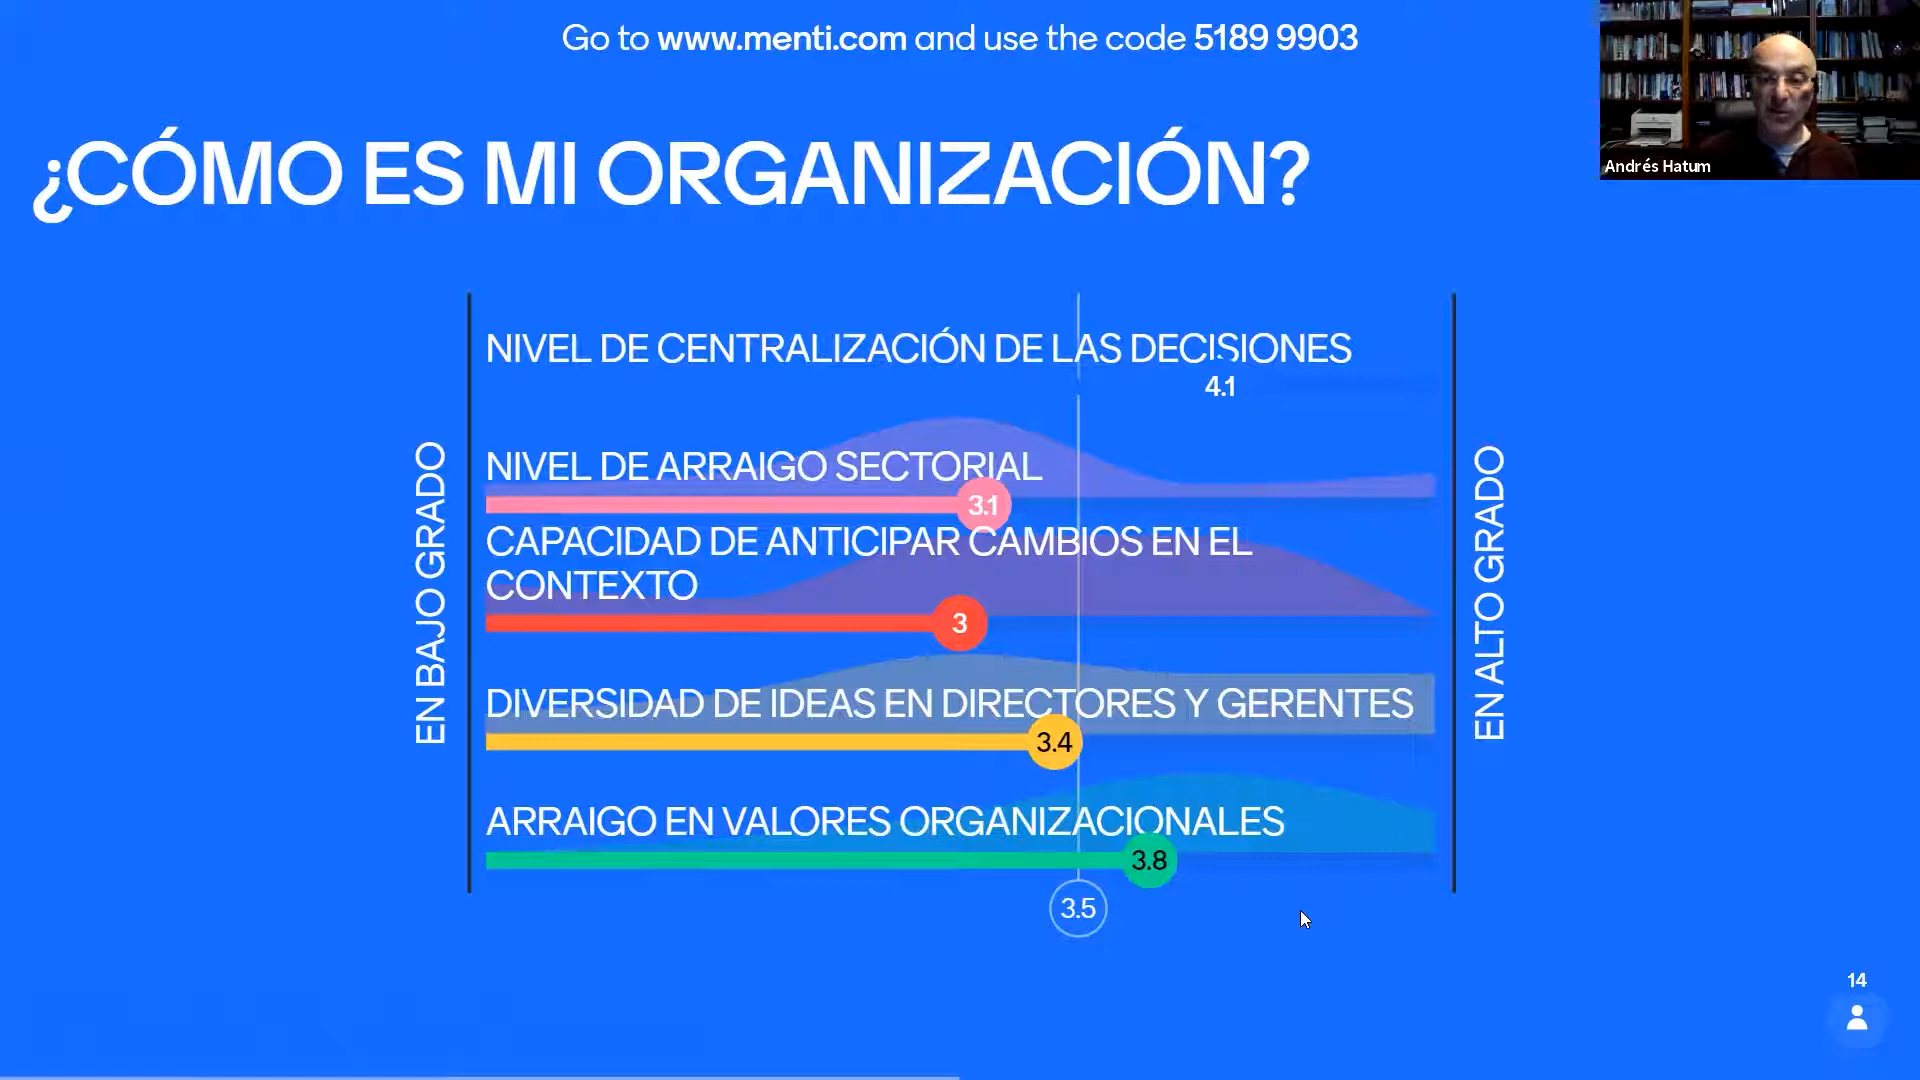 Go to www.menti.com and use the code 5189 9903
Andrés Hatum
¿CÓMO ES MI ORGANIZACIÓN?
EN BAJO GRADO
NIVEL DE CENTRALIZACIÓN DE LAS DECISIONES
4.1
NIVEL DE ARRAIGO SECTORIAL
3.1
CAPACIDAD DE ANTICIPAR CAMBIOS EN EL
CONTEXTO
3
DIVERSIDAD DE IDEAS EN DIRECTORES Y GERENTES
3.4
ARRAIGO EN VALORES ORGANIZACIONALES
3.8
3.5
EN ALTO GRADO
14